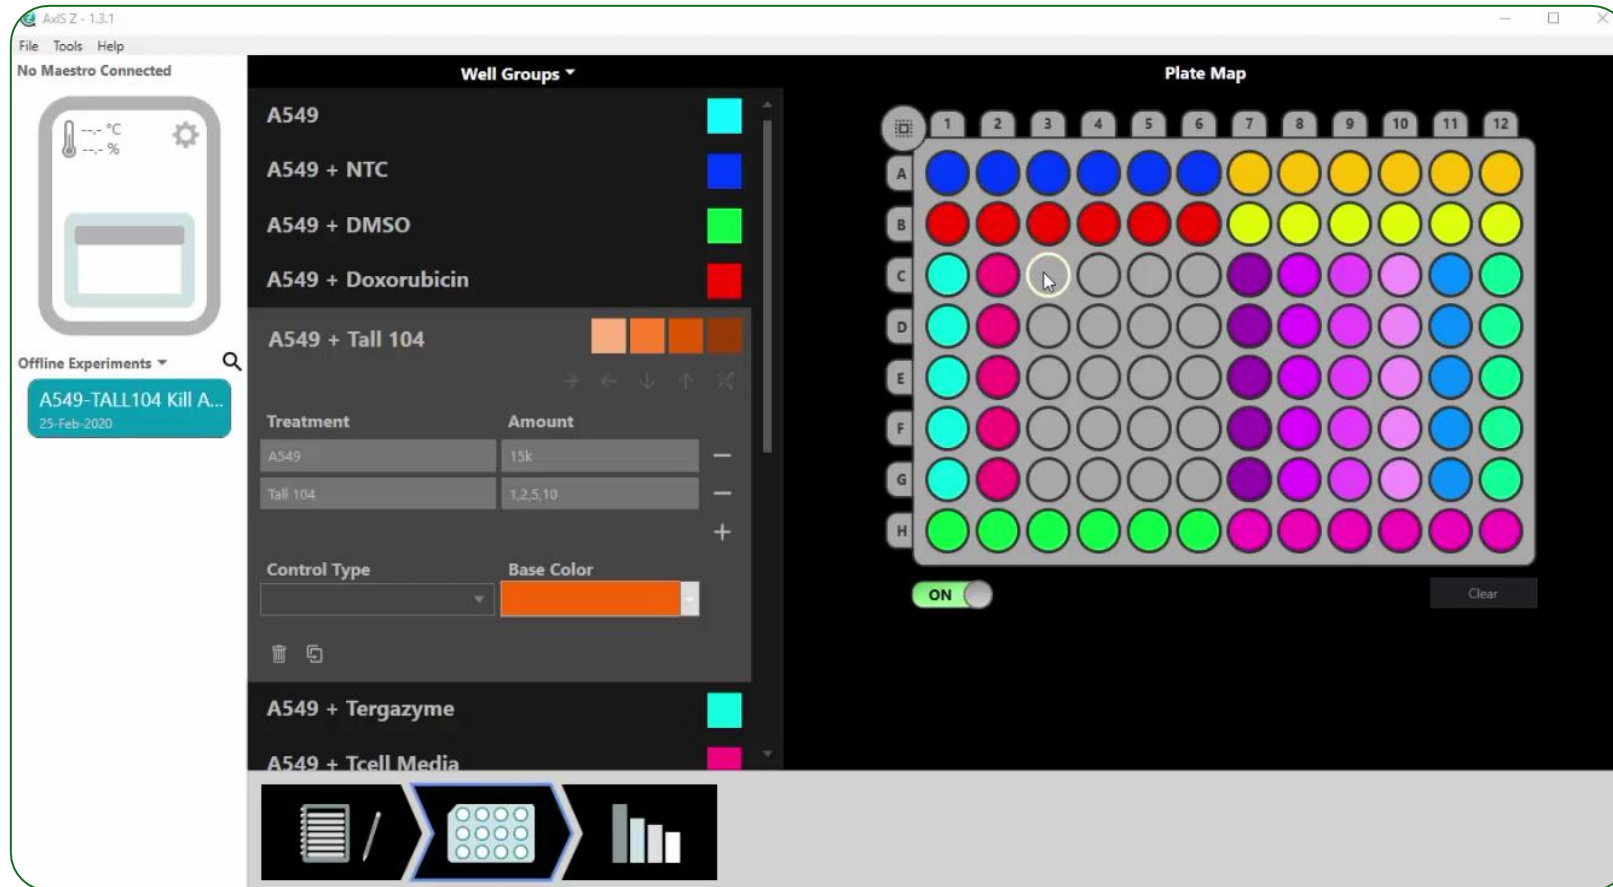 AxIS Z - 1.3.1
File Tools Help
No Maestro Connected
--.- °C
--.- %
Offline Experiments
A549-TALL104 Kill A...
25-Feb-2020
Well Groups
A549
A549 + NTC
A549 + DMSO
A549 + Doxorubicin
A549 + Tall 104
Treatment Amount
A549 15k
Tall 104 1,2,5,10
Control Type Base Color
A549 + Tergazyme
A549 + Tcell Media
Plate Map
1 2 3 4 5 6 7 8 9 10 11 12
A
B
C
D
E
F
G
H
ON
Clear